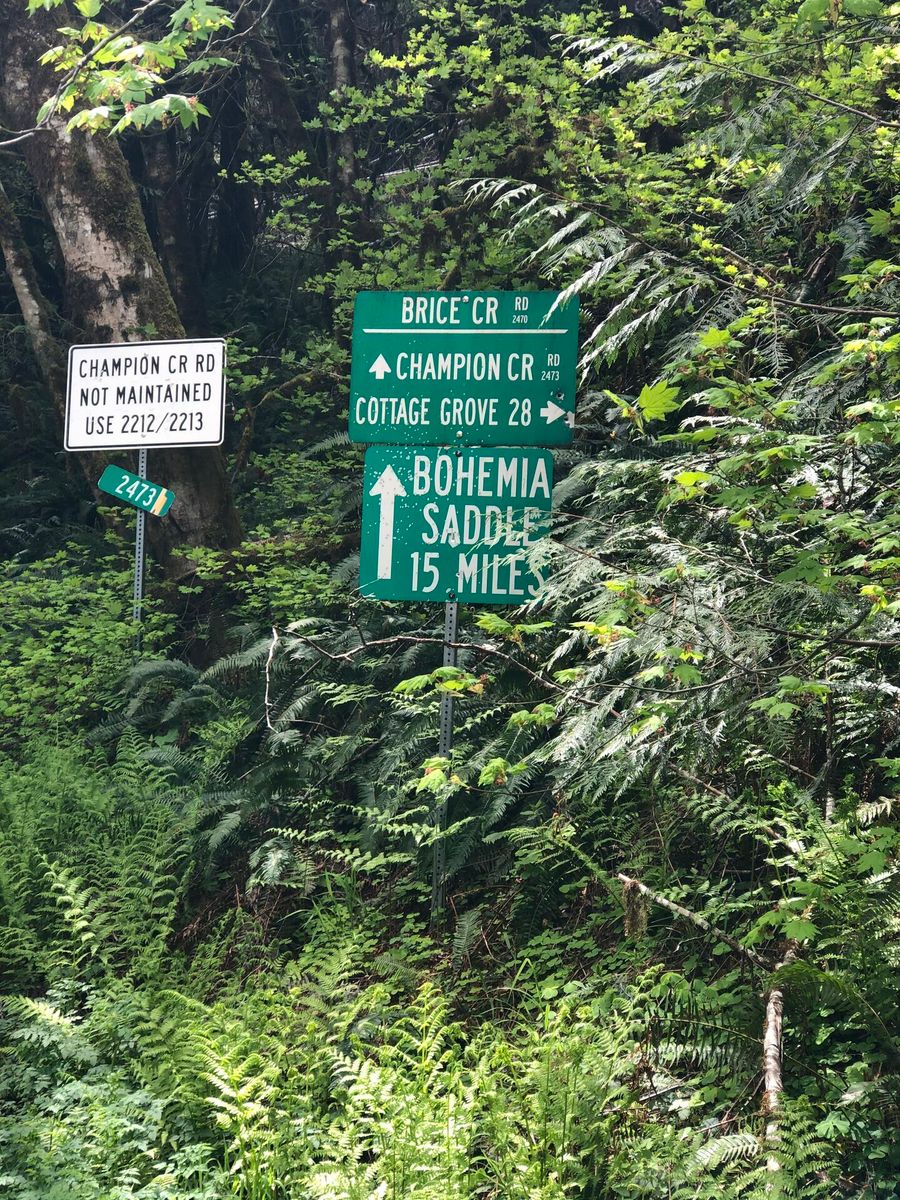 CHAMPION CR RD
NOT MAINTAINED
USE 2212/2213
2473
BRICE CR RD 2470
CHAMPION CR RD 2473
COTTAGE GROVE 28
BOHEMIA
SADDLE
15 MILES